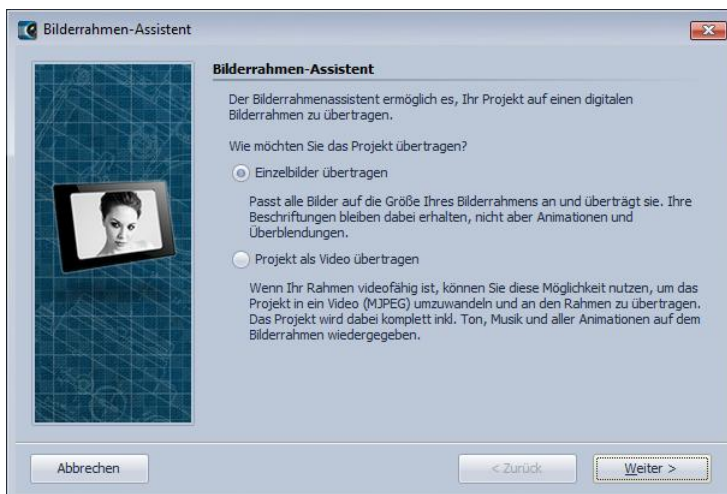 Bilderrahmen-Assistent
Bilderrahmen-Assistent
Der Bilderrahmenassistent ermöglich es, Ihr Projekt auf einen digitalen
Bilderrahmen zu übertragen.
Wie möchten Sie das Projekt übertragen?
Einzelbilder übertragen
Passt alle Bilder auf die Größe Ihres Bilderrahmens an und überträgt sie. Ihre
Beschriftungen bleiben dabei erhalten, nicht aber Animationen und
Überblendungen.
Projekt als Video übertragen
Wenn Ihr Rahmen videofähig ist, können Sie diese Möglichkeit nutzen, um das
Projekt in ein Video (MJPEG) umzuwandeln und an den Rahmen zu übertragen.
Das Projekt wird dabei komplett inkl. Ton, Musik und aller Animationen auf dem
Bilderrahmen wiedergegeben.
Abbrechen
< Zurück
Weiter >